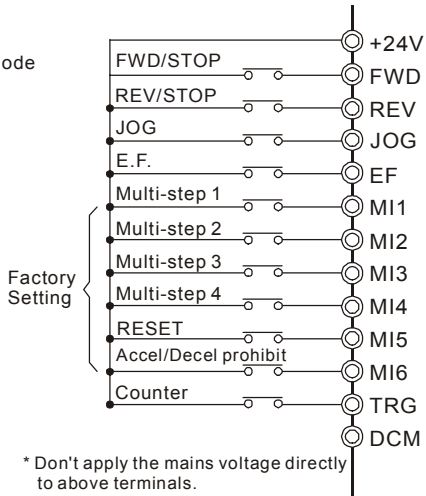 ode
+24V
FWD/STOP
FWD
REV/STOP
REV
JOG
JOG
E.F.
EF
Multi-step 1
MI1
Multi-step 2
MI2
Multi-step 3
MI3
Factory
Setting
Multi-step 4
MI4
RESET
MI5
Accel/Decel prohibit
MI6
Counter
TRG
DCM
* Don't apply the mains voltage directly
to above terminals.